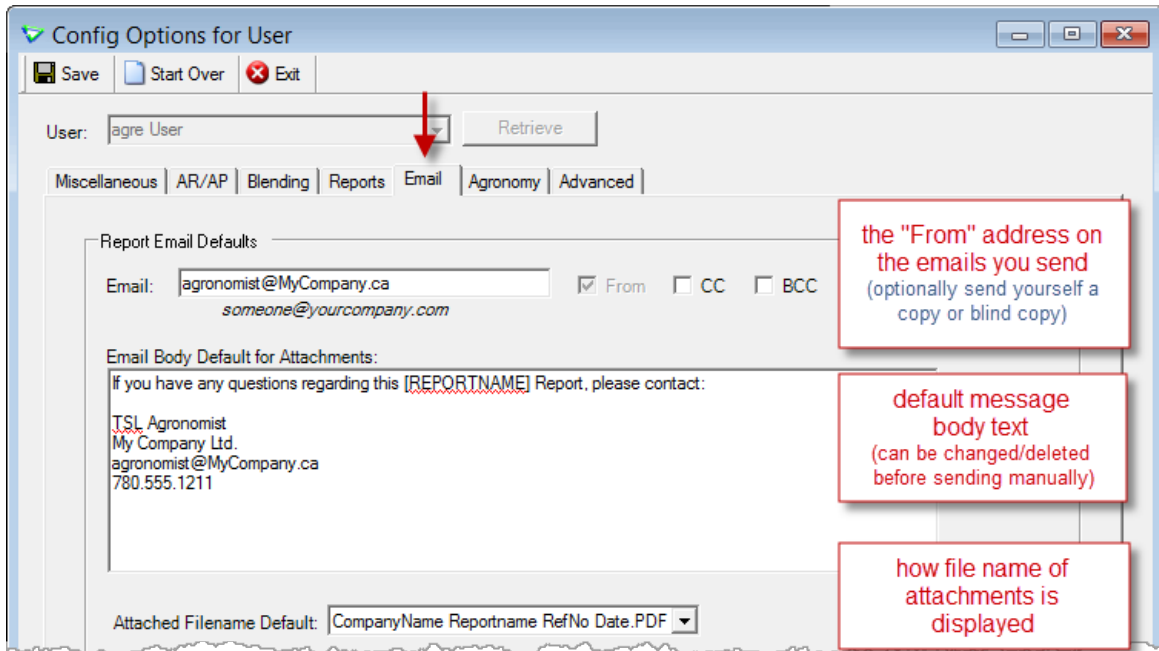 Config Options for User
Save Start Over Exit
User: agre User Retrieve
Miscellaneous AR/AP Blending Reports Email Agronomy Advanced
Report Email Defaults
Email: agronomist@MyCompany.ca From CC BCC
someone@yourcompany.com
the "From" address on
the emails you send
(optionally send yourself a
copy or blind copy)
Email Body Default for Attachments:
If you have any questions regarding this [REPORTNAME] Report, please contact:
TSL Agronomist
My Company Ltd.
agronomist@MyCompany.ca
780.555.1211
default message
body text
(can be changed/deleted
before sending manually)
Attached Filename Default: CompanyName Reportname RefNo Date.PDF
how file name of
attachments is
displayed